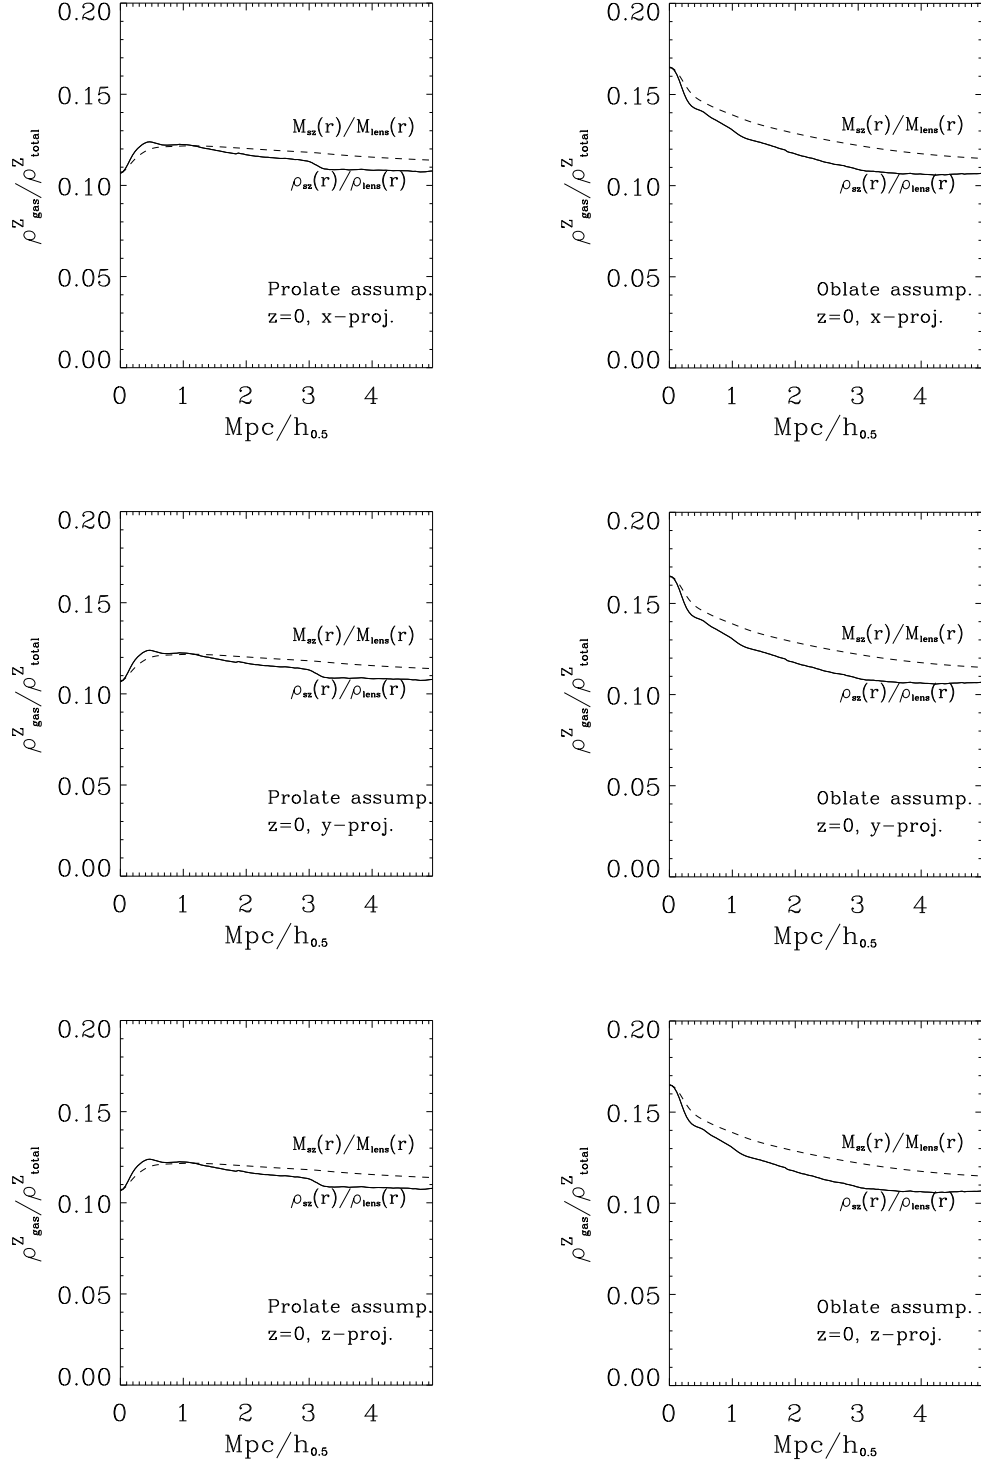 0.20
0.15
0.10
0.05
0.00
ρ^Z_gas/ρ^Z_total
M_sz(r)/M_lens(r)
ρ_sz(r)/ρ_lens(r)
Prolate assump.
z=0, x-proj.
0 1 2 3 4
Mpc/h_0.5
0.20
0.15
0.10
0.05
0.00
ρ^Z_gas/ρ^Z_total
M_sz(r)/M_lens(r)
ρ_sz(r)/ρ_lens(r)
Oblate assump.
z=0, x-proj.
0 1 2 3 4
Mpc/h_0.5
0.20
0.15
0.10
0.05
0.00
ρ^Z_gas/ρ^Z_total
M_sz(r)/M_lens(r)
ρ_sz(r)/ρ_lens(r)
Prolate assump.
z=0, y-proj.
0 1 2 3 4
Mpc/h_0.5
0.20
0.15
0.10
0.05
0.00
ρ^Z_gas/ρ^Z_total
M_sz(r)/M_lens(r)
ρ_sz(r)/ρ_lens(r)
Oblate assump.
z=0, y-proj.
0 1 2 3 4
Mpc/h_0.5
0.20
0.15
0.10
0.05
0.00
ρ^Z_gas/ρ^Z_total
M_sz(r)/M_lens(r)
ρ_sz(r)/ρ_lens(r)
Prolate assump.
z=0, z-proj.
0 1 2 3 4
Mpc/h_0.5
0.20
0.15
0.10
0.05
0.00
ρ^Z_gas/ρ^Z_total
M_sz(r)/M_lens(r)
ρ_sz(r)/ρ_lens(r)
Oblate assump.
z=0, z-proj.
0 1 2 3 4
Mpc/h_0.5